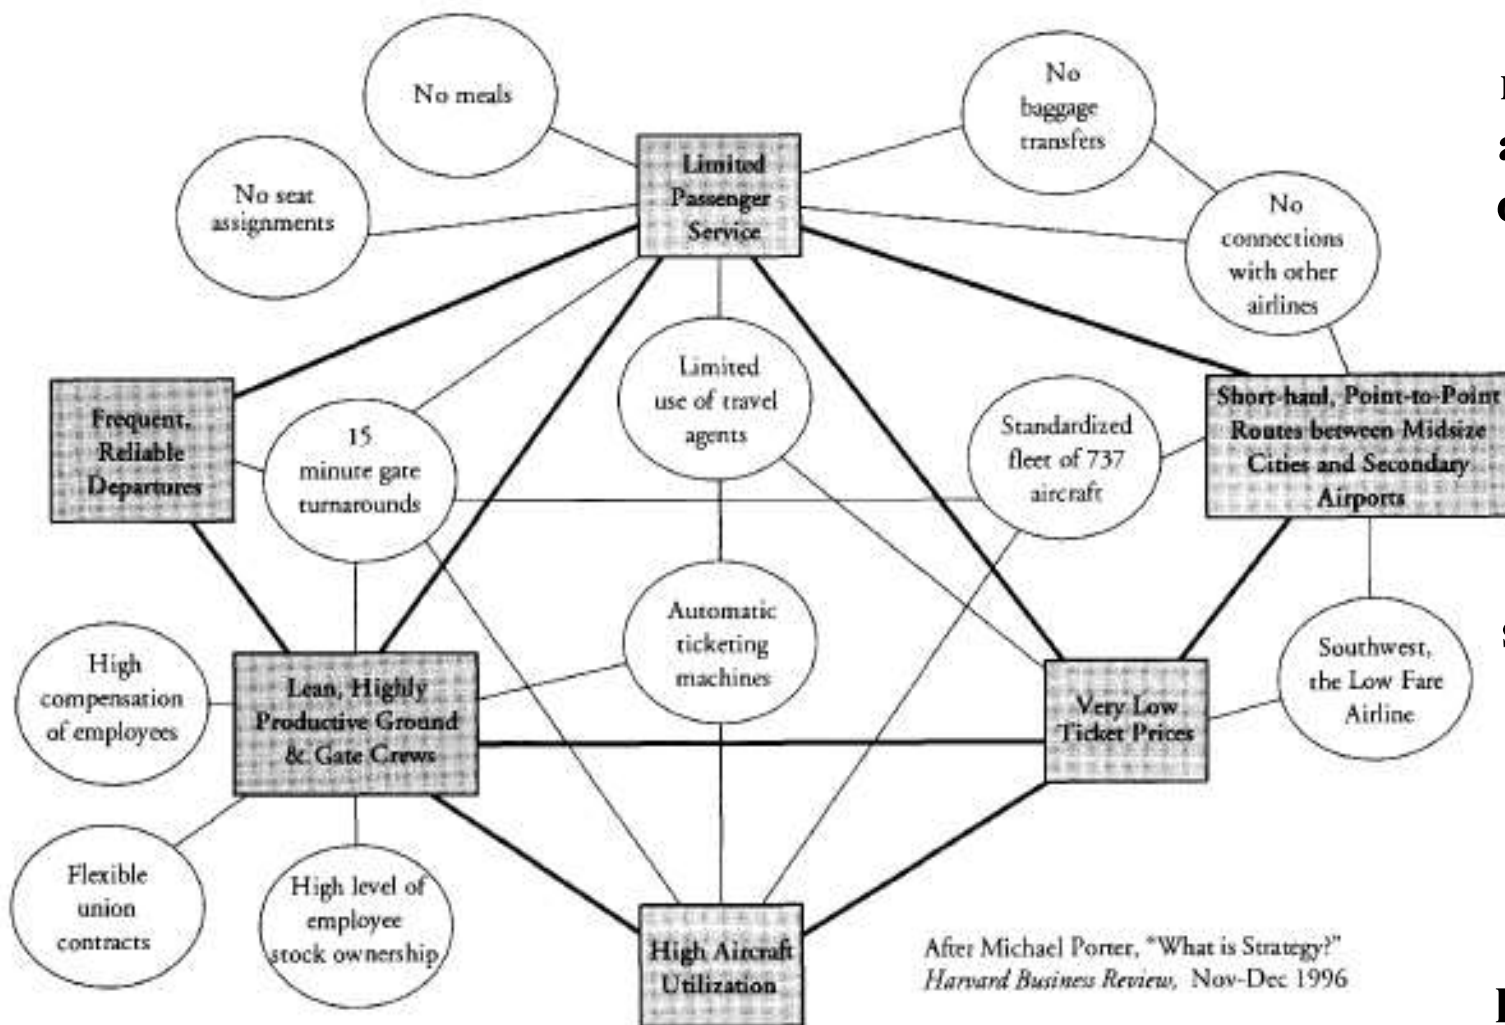 No meals
No
baggage
transfers
Limited
Passenger
Service
No seat
assignments
No
connections
with other
airlines
Limited
use of travel
agents
Frequent,
Reliable
Departures
15
minute gate
turnarounds
Standardized
fleet of 737
aircraft
Short-haul, Point-to-Point
Routes between Midsize
Cities and Secondary
Airports
High
compensation
of employees
Lean, Highly
Productive Ground
& Gate Crews
Automatic
ticketing
machines
Very Low
Ticket Prices
Southwest,
the Low Fare
Airline
Flexible
union
contracts
High level of
employee
stock ownership
High Aircraft
Utilization
After Michael Porter, "What is Strategy?"
Harvard Business Review, Nov-Dec 1996